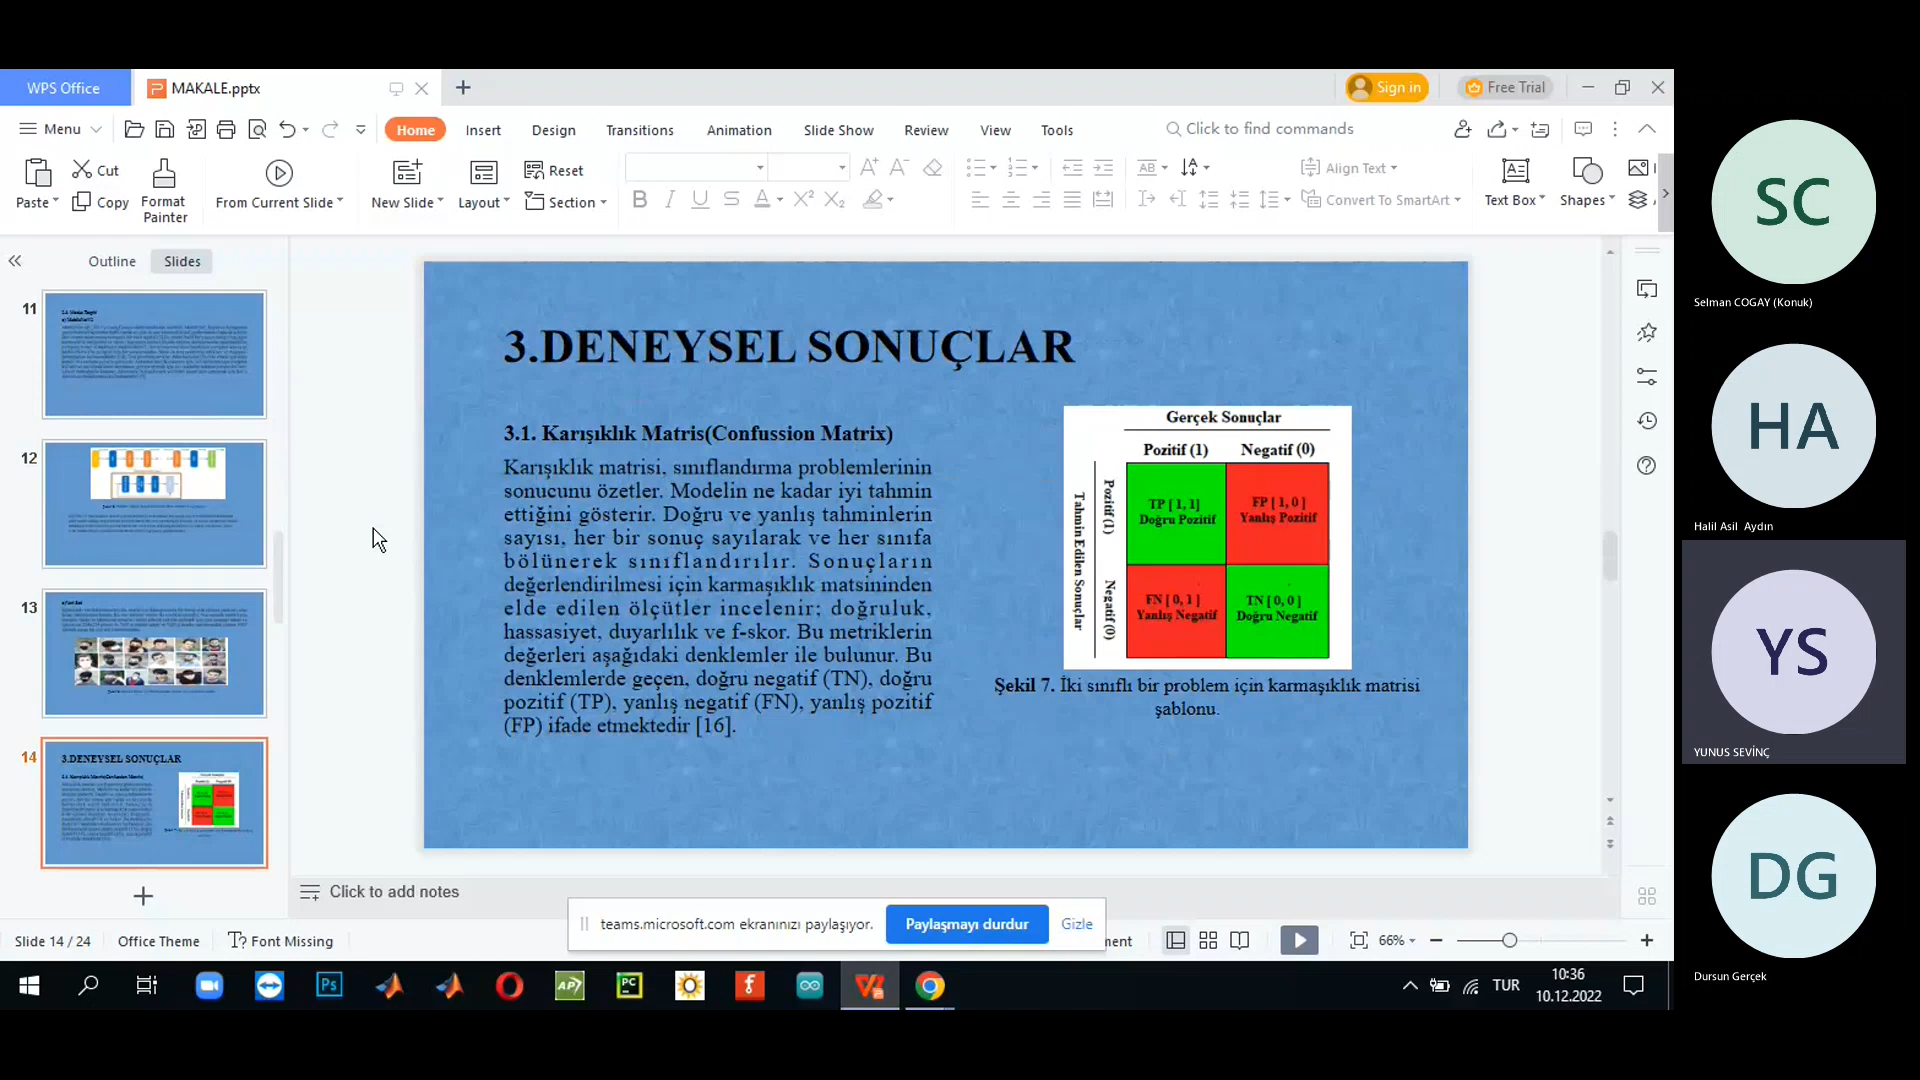 WPS Office
MAKALE.pptx
Sign in
Free Trial
Menu
Home
Insert
Design
Transitions
Animation
Slide Show
Review
View
Tools
Click to find commands
Paste
Cut
Copy
Format Painter
From Current Slide
New Slide
Layout
Reset
Section
Align Text
Convert To SmartArt
Text Box
Shapes
Outline
Slides
11
12
13
14
3.DENEYSEL SONUÇLAR
3.DENEYSEL SONUÇLAR
3.1. Karışıklık Matris(Confussion Matrix)
Karışıklık matrisi, sınıflandırma problemlerinin
sonucunu özetler. Modelin ne kadar iyi tahmin
ettiğini gösterir. Doğru ve yanlış tahminlerin
sayısı, her bir sonuç sayılarak ve her sınıfa
bölünerek sınıflandırılır. Sonuçların
değerlendirilmesi için karmaşıklık matsininden
elde edilen ölçütler incelenir; doğruluk,
hassasiyet, duyarlılık ve f-skor. Bu metriklerin
değerleri aşağıdaki denklemler ile bulunur. Bu
denklemlerde geçen, doğru negatif (TN), doğru
pozitif (TP), yanlış negatif (FN), yanlış pozitif
(FP) ifade etmektedir [16].
Gerçek Sonuçlar
Pozitif (1)
Negatif (0)
Tahmin Edilen Sonuçlar
Pozitif (1)
Negatif (0)
TP [ 1, 1]
Doğru Pozitif
FP [ 1, 0 ]
Yanlış Pozitif
FN [ 0, 1 ]
Yanlış Negatif
TN [ 0, 0 ]
Doğru Negatif
Şekil 7. İki sınıflı bir problem için karmaşıklık matrisi
şablonu.
Click to add notes
teams.microsoft.com ekranınızı paylaşıyor.
Paylaşmayı durdur
Gizle
Slide 14 / 24
Office Theme
Font Missing
66%
Ps
AP
PC
f
TUR
10:36
10.12.2022
SC
Selman COGAY (Konuk)
HA
Halil Asil Aydın
YS
YUNUS SEVİNÇ
DG
Dursun Gerçek